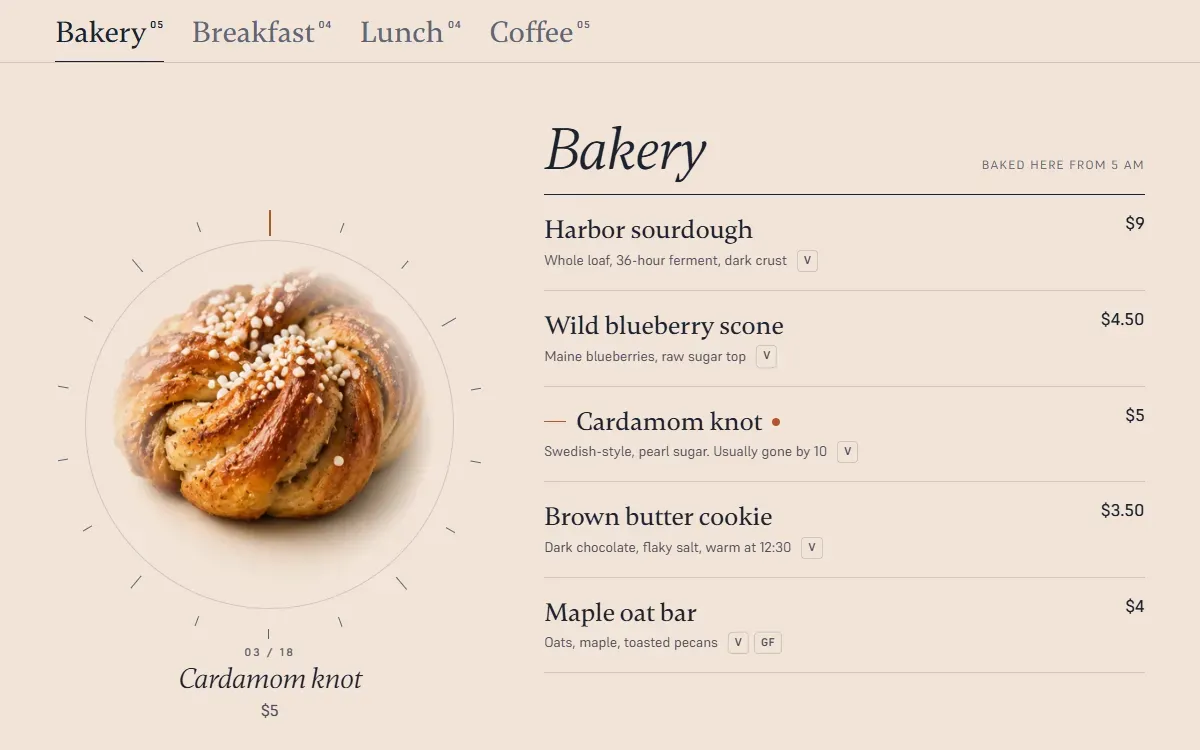 Bakery 05 Breakfast 04 Lunch 04 Coffee 05
Bakery
BAKED HERE FROM 5 AM
Harbor sourdough $9
Whole loaf, 36-hour ferment, dark crust V
Wild blueberry scone $4.50
Maine blueberries, raw sugar top V
Cardamom knot $5
Swedish-style, pearl sugar. Usually gone by 10 V
Brown butter cookie $3.50
Dark chocolate, flaky salt, warm at 12:30 V
Maple oat bar $4
Oats, maple, toasted pecans V GF
03 / 18
Cardamom knot
$5